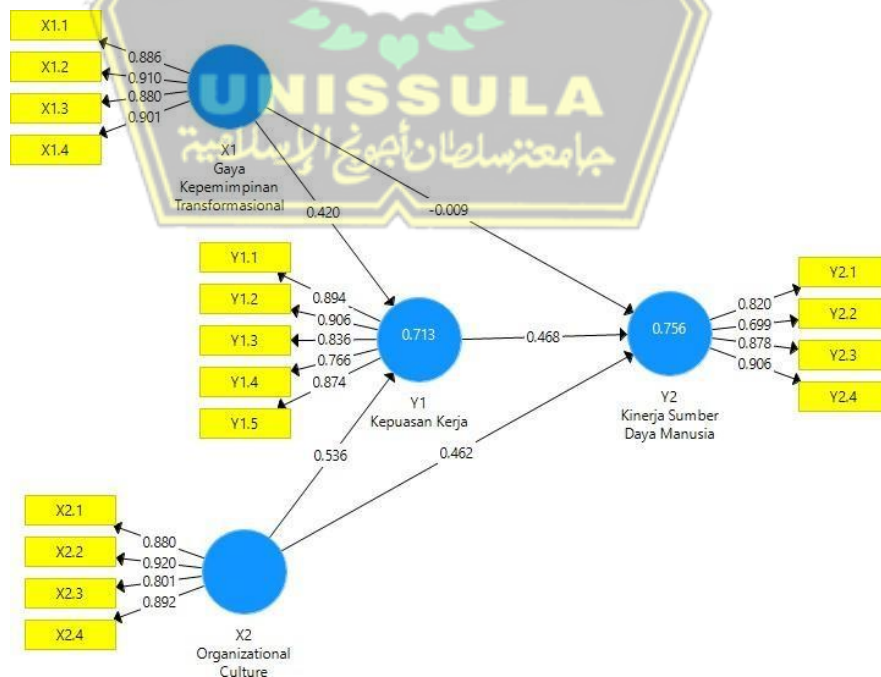 X1.1
X1.2
X1.3
X1.4
0.886
0.910
0.880
0.901
UNISSULA
جامعتنسلطان أجونج الإسلامية
X1
Gaya
Kepemimpinan
Transformasional
0.420
-0.009
Y1.1
Y1.2
Y1.3
Y1.4
Y1.5
0.894
0.906
0.836
0.766
0.874
0.713
Y1
Kepuasan Kerja
0.468
0.756
Y2
Kinerja Sumber
Daya Manusia
0.820
0.699
0.878
0.906
Y2.1
Y2.2
Y2.3
Y2.4
0.536
0.462
X2.1
X2.2
X2.3
X2.4
0.880
0.920
0.801
0.892
X2
Organizational
Culture